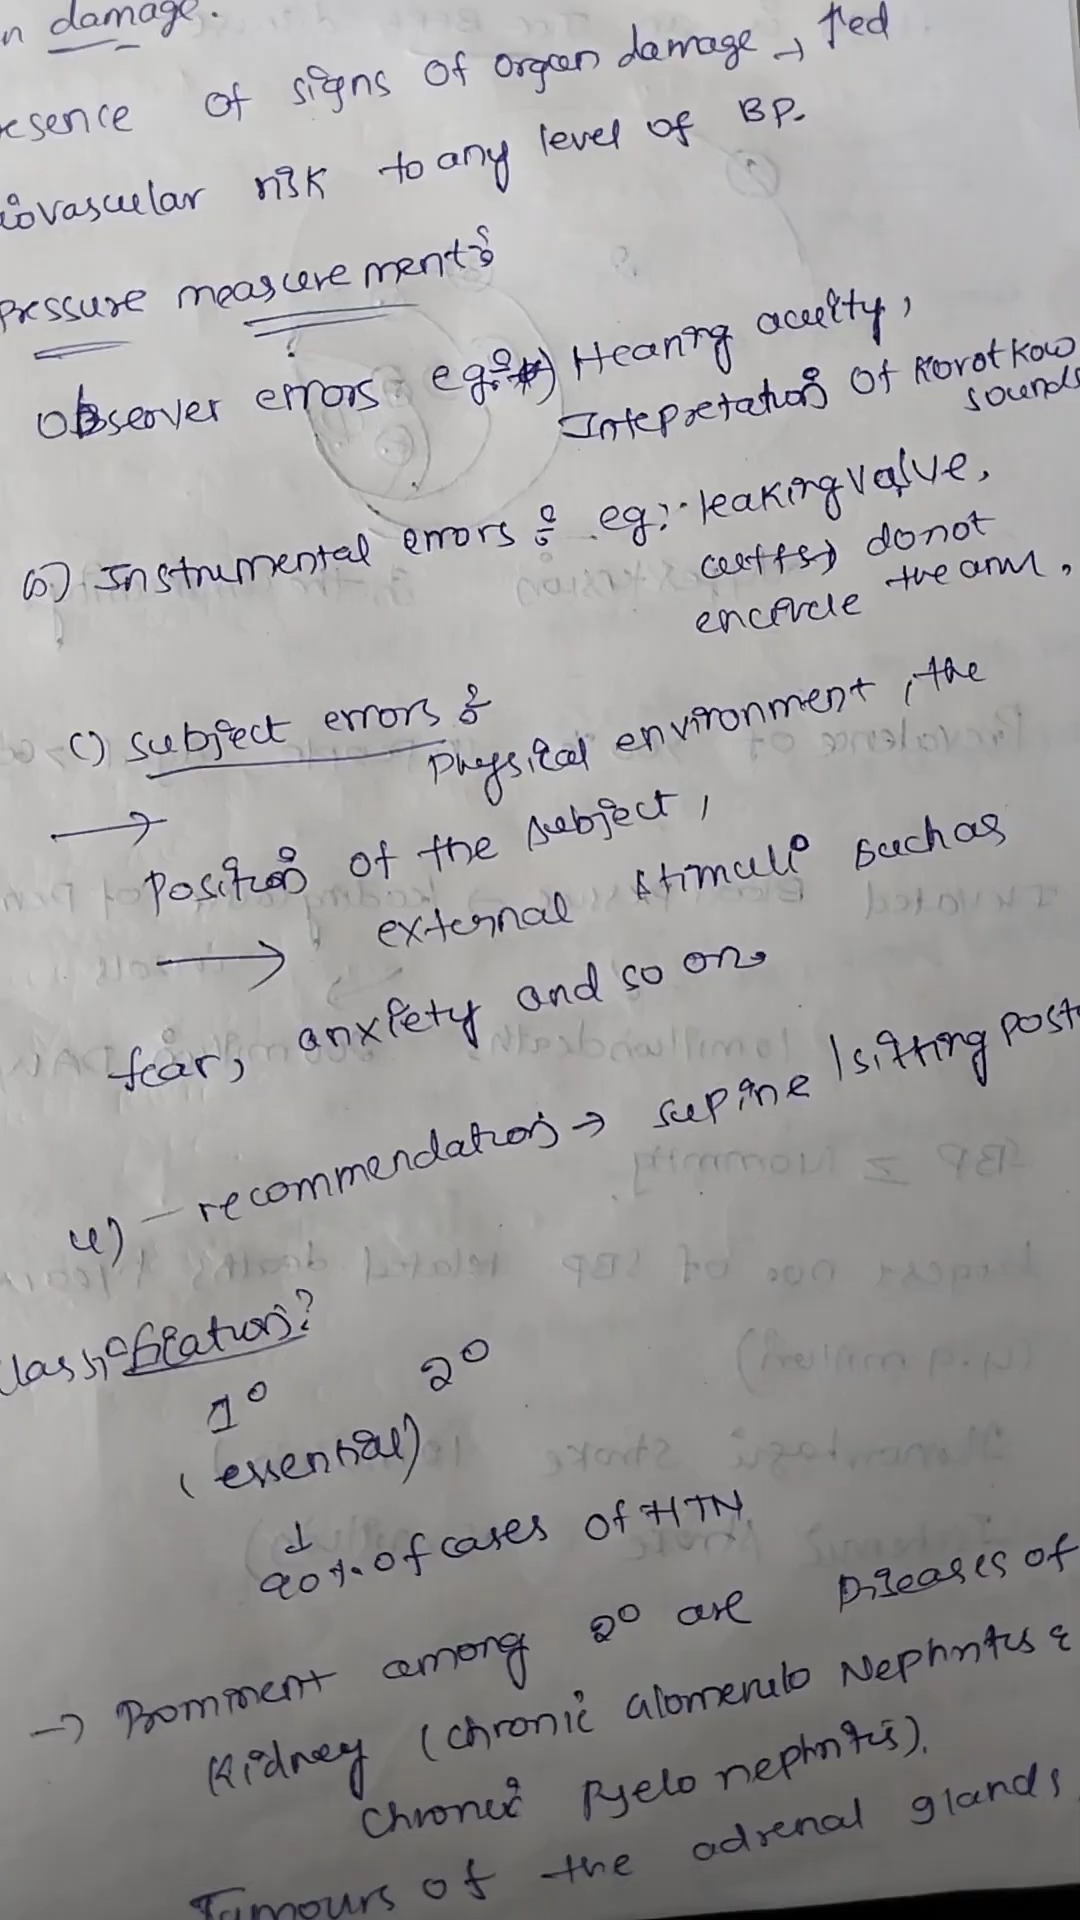 n damage.
esence of signs of organ damage → ↑ed
iovascular risk to any level of BP.
Pressure measurement :
Observer errors eg: Hearing acuity,
Intepretation of Korotkow
sounds
b) Instrumental errors : eg:- leaking valve,
cuffs) do not
encircle the arm.
c) subject errors :
→ Physical environment, the
Position of the subject,
→ external stimuli such as
fear, anxiety and so on.
4) - recommendation → supine / sitting post
classification?
1° 2°
(essential)
↓
90%. of cases of HTN.
→ Prominent among 2° are Diseases of
Kidney (chronic Glomerulo Nephritis &
chronic Pyelo nephritis).
Tumours of the adrenal glands